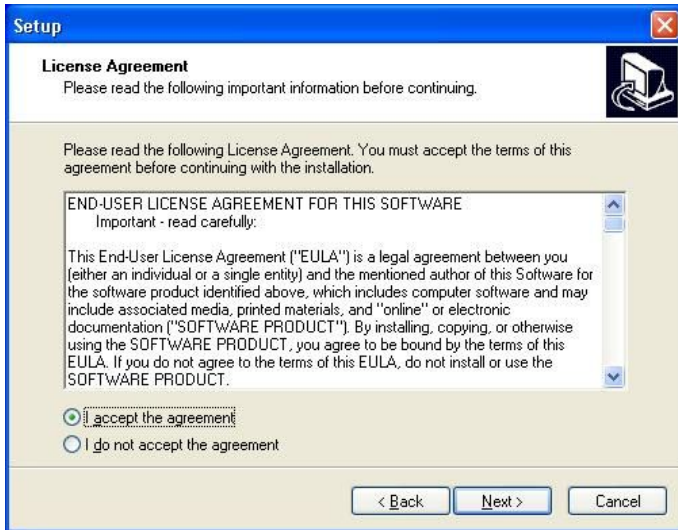 Setup
License Agreement
Please read the following important information before continuing.
Please read the following License Agreement. You must accept the terms of this
agreement before continuing with the installation.
END-USER LICENSE AGREEMENT FOR THIS SOFTWARE
Important - read carefully:
This End-User License Agreement ("EULA") is a legal agreement between you
(either an individual or a single entity) and the mentioned author of this Software for
the software product identified above, which includes computer software and may
include associated media, printed materials, and "online" or electronic
documentation ("SOFTWARE PRODUCT"). By installing, copying, or otherwise
using the SOFTWARE PRODUCT, you agree to be bound by the terms of this
EULA. If you do not agree to the terms of this EULA, do not install or use the
SOFTWARE PRODUCT.
I accept the agreement
I do not accept the agreement
< Back Next > Cancel